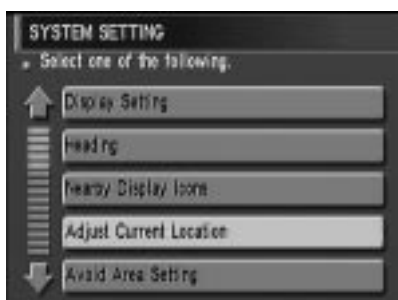 SYSTEM SETTING
Select one of the following.
Display Setting
Heading
Nearby Display Icons
Adjust Current Location
Avoid Area Setting